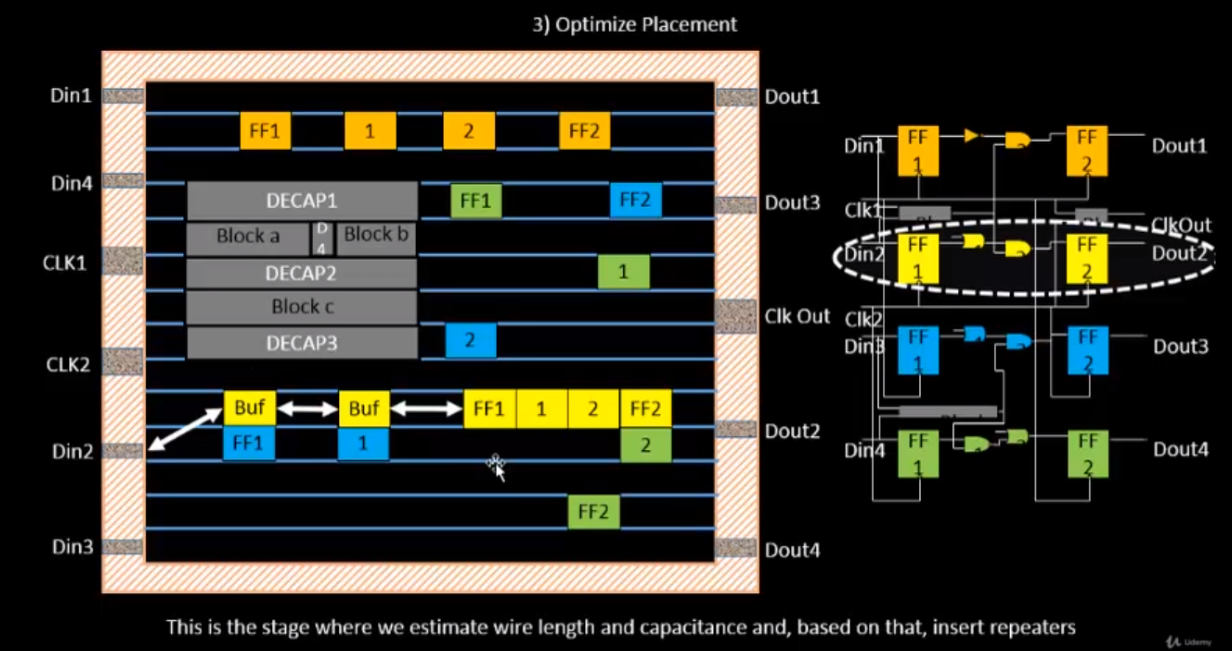 3) Optimize Placement
Din1
Din4
CLK1
CLK2
Din2
Din3
FF1 1 2 FF2
DECAP1 FF1 FF2
Block a D 4 Block b
DECAP2 1
Block c
DECAP3 2
Buf Buf FF1 1 2 FF2
FF1 1 2
FF2
Dout1
Dout3
Clk Out
Dout2
Dout4
Din1 FF 1 FF 2 Dout1
Clk1 ClkOut
Din2 FF 1 FF 2 Dout2
Clk2
Din3 FF 1 FF 2 Dout3
Din4 FF 1 FF 2 Dout4
This is the stage where we estimate wire length and capacitance and, based on that, insert repeaters
Udemy